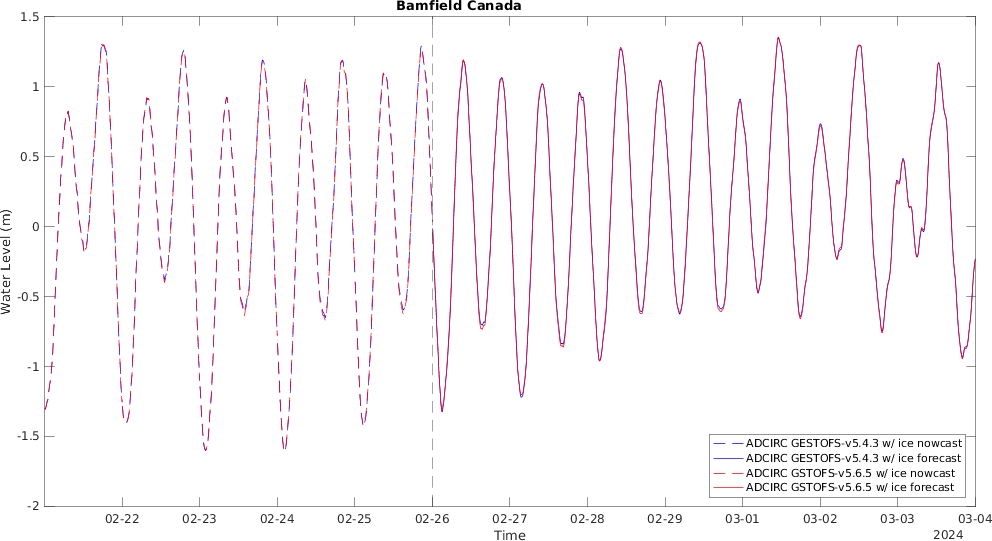 Bamfield Canada
1.5
1
0.5
0
-0.5
-1
-1.5
-2
Water Level (m)
02-22 02-23 02-24 02-25 02-26 02-27 02-28 02-29 03-01 03-02 03-03 03-04
Time
2024
ADCIRC GESTOFS-v5.4.3 w/ ice nowcast
ADCIRC GESTOFS-v5.4.3 w/ ice forecast
ADCIRC GSTOFS-v5.6.5 w/ ice nowcast
ADCIRC GSTOFS-v5.6.5 w/ ice forecast